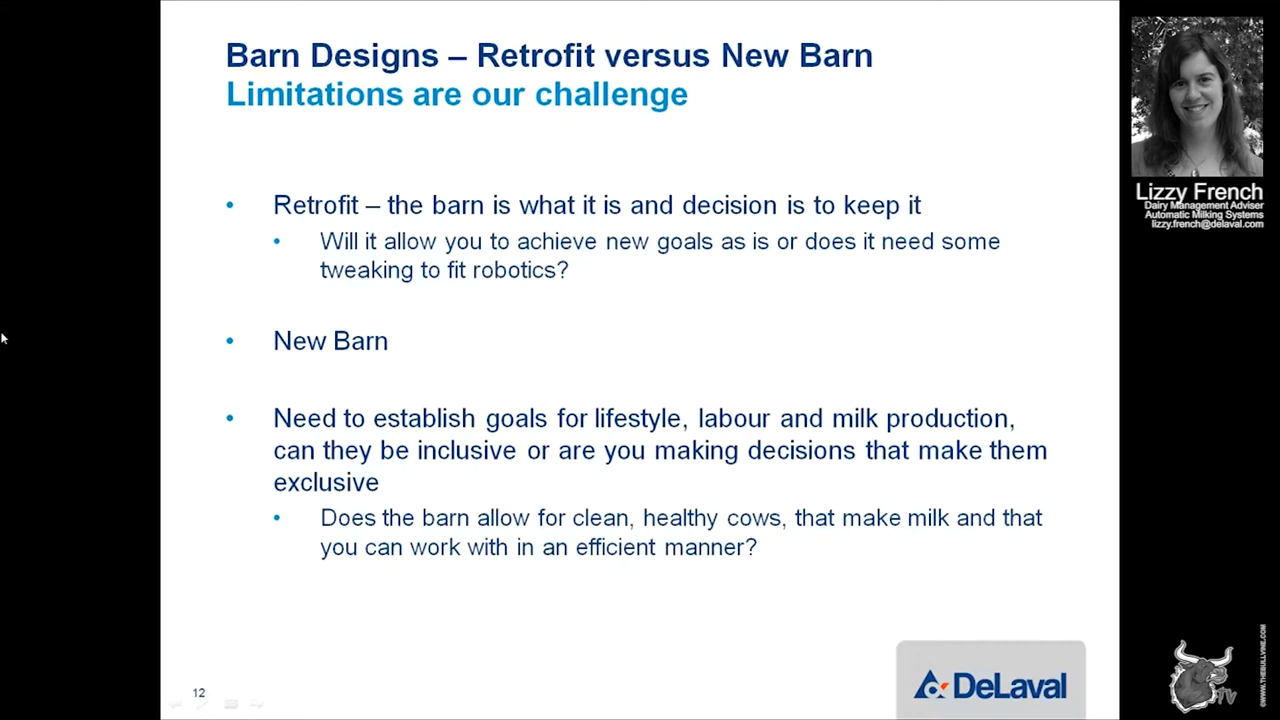 Barn Designs – Retrofit versus New Barn
Limitations are our challenge
• Retrofit – the barn is what it is and decision is to keep it
• Will it allow you to achieve new goals as is or does it need some
tweaking to fit robotics?
• New Barn
• Need to establish goals for lifestyle, labour and milk production,
can they be inclusive or are you making decisions that make them
exclusive
• Does the barn allow for clean, healthy cows, that make milk and that
you can work with in an efficient manner?
12
DeLaval
Lizzy French
Dairy Management Adviser
Automatic Milking Systems
lizzy.french@delaval.com
TV
©WWW.THEBULLVINE.COM